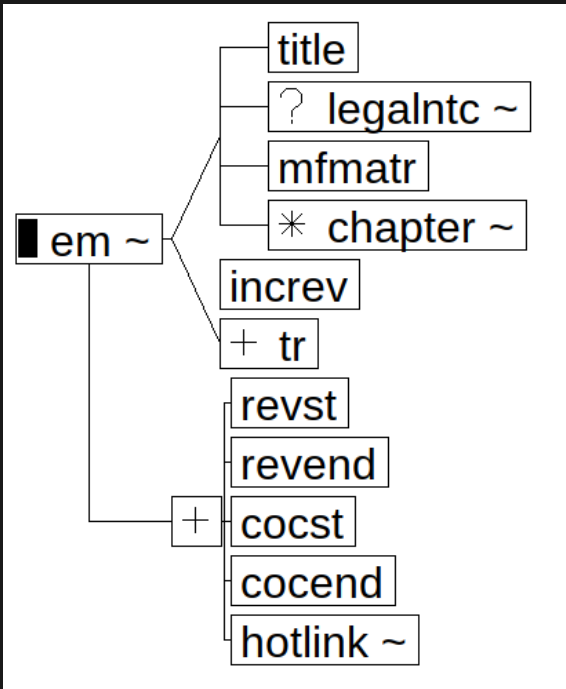 title
? legalntc ~
mfmatr
* chapter ~
em ~
increv
+ tr
revst
revend
+ cocst
cocend
hotlink ~